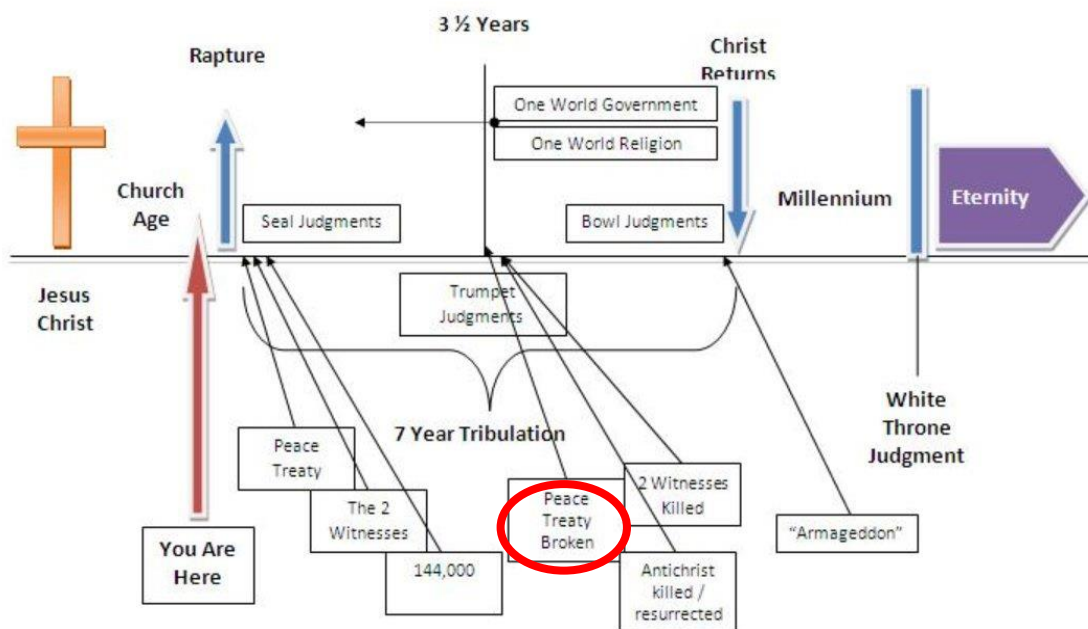 3 ½ Years
Rapture
Christ
Returns
One World Government
One World Religion
Church
Age
Seal Judgments
Bowl Judgments
Millennium
Eternity
Jesus
Christ
Trumpet
Judgments
7 Year Tribulation
White
Throne
Judgment
Peace
Treaty
The 2
Witnesses
144,000
Peace
Treaty
Broken
2 Witnesses
Killed
Antichrist
killed /
resurrected
“Armageddon”
You Are
Here